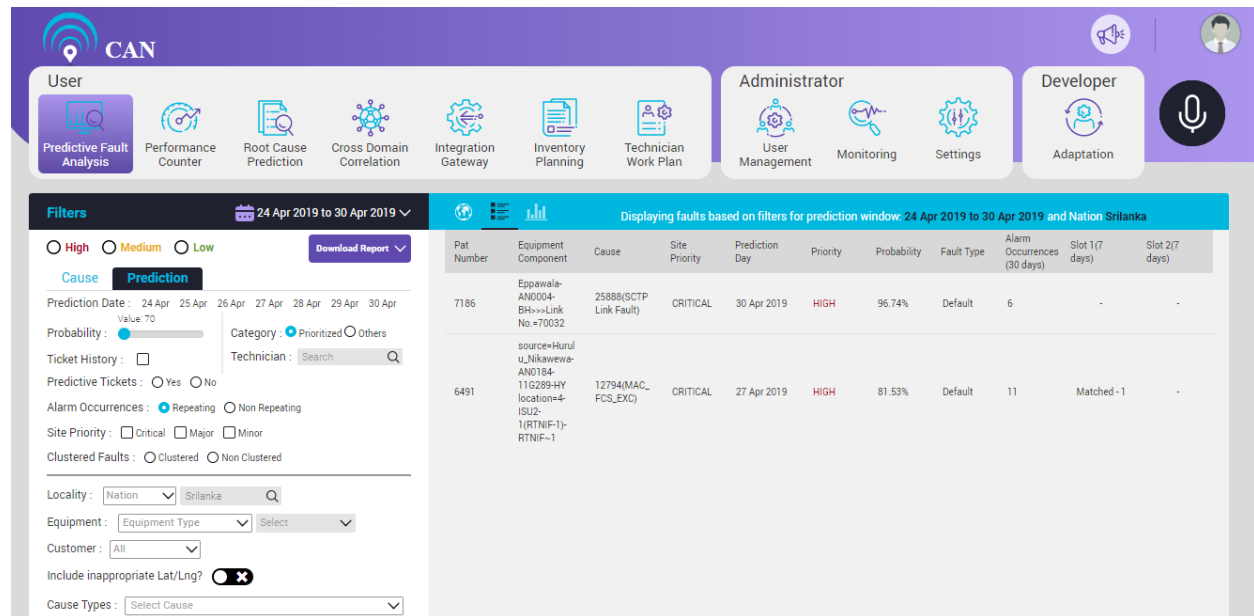 CAN
User
Administrator
Developer
Predictive Fault
Analysis
Performance
Counter
Root Cause
Prediction
Cross Domain
Correlation
Integration
Gateway
Inventory
Planning
Technician
Work Plan
User
Management
Monitoring
Settings
Adaptation
Filters
24 Apr 2019 to 30 Apr 2019
Displaying faults based on filters for prediction window: 24 Apr 2019 to 30 Apr 2019 and Nation Srilanka
High Medium Low
Download Report
Cause Prediction
Prediction Date : 24 Apr 25 Apr 26 Apr 27 Apr 28 Apr 29 Apr 30 Apr
Value: 70
Probability :
Category : Prioritized Others
Ticket History :
Technician : Search
Predictive Tickets : Yes No
Alarm Occurrences : Repeating Non Repeating
Site Priority : Critical Major Minor
Clustered Faults : Clustered Non Clustered
Locality : Nation Srilanka
Equipment : Equipment Type Select
Customer : All
Include inappropriate Lat/Lng?
Cause Types : Select Cause
Pat
Number
Equipment
Component
Cause
Site
Priority
Prediction
Day
Priority
Probability
Fault Type
Alarm
Occurrences
(30 days)
Slot 1(7
days)
Slot 2(7
days)
7186
Eppawala-
AN0004-
BH>>>Link
No.=70032
25888(SCTP
Link Fault)
CRITICAL
30 Apr 2019
HIGH
96.74%
Default
6
-
-
6491
source=Hurul
u_Nikawewa-
AN0184-
11G289-HY
location=4-
ISU2-
1(RTNIF-1)-
RTNIF~1
12794(MAC_
FCS_EXC)
CRITICAL
27 Apr 2019
HIGH
81.53%
Default
11
Matched - 1
-